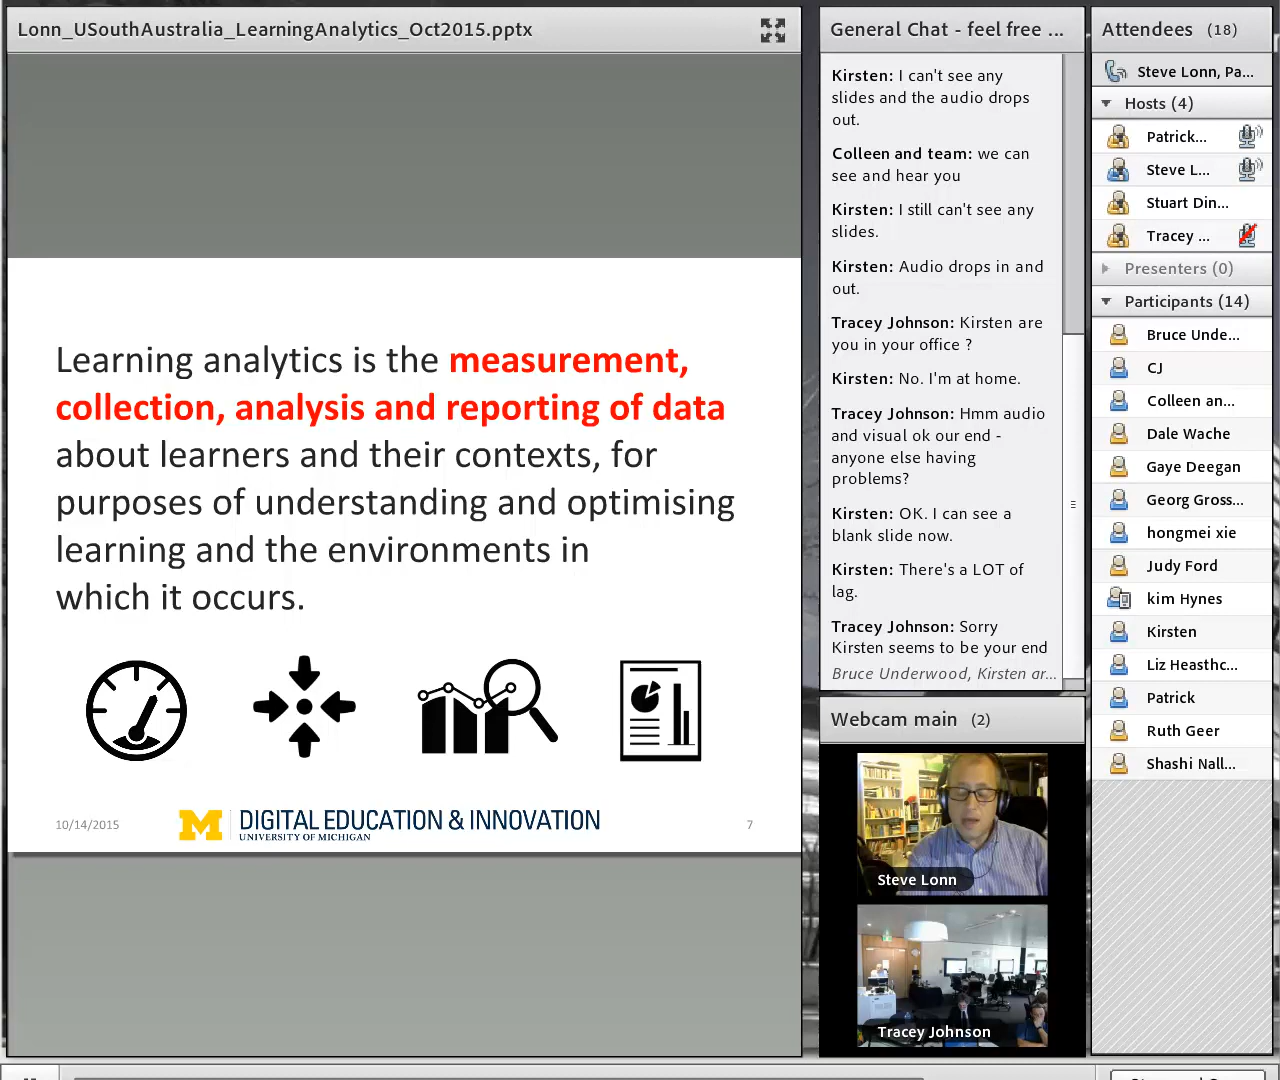 Lonn_USouthAustralia_LearningAnalytics_Oct2015.pptx
Learning analytics is the measurement,
collection, analysis and reporting of data
about learners and their contexts, for
purposes of understanding and optimising
learning and the environments in
which it occurs.
10/14/2015
M
DIGITAL EDUCATION & INNOVATION
UNIVERSITY OF MICHIGAN
7
General Chat - feel free ...
Kirsten: I can't see any
slides and the audio drops
out.
Colleen and team: we can
see and hear you
Kirsten: I still can't see any
slides.
Kirsten: Audio drops in and
out.
Tracey Johnson: Kirsten are
you in your office ?
Kirsten: No. I'm at home.
Tracey Johnson: Hmm audio
and visual ok our end -
anyone else having
problems?
Kirsten: OK. I can see a
blank slide now.
Kirsten: There's a LOT of
lag.
Tracey Johnson: Sorry
Kirsten seems to be your end
Bruce Underwood, Kirsten ar...
Webcam main (2)
Steve Lonn
Tracey Johnson
Attendees (18)
Steve Lonn, Pa...
Hosts (4)
Patrick...
Steve L...
Stuart Din...
Tracey ...
Presenters (0)
Participants (14)
Bruce Unde...
CJ
Colleen an...
Dale Wache
Gaye Deegan
Georg Gross...
hongmei xie
Judy Ford
kim Hynes
Kirsten
Liz Heasthc...
Patrick
Ruth Geer
Shashi Nall...